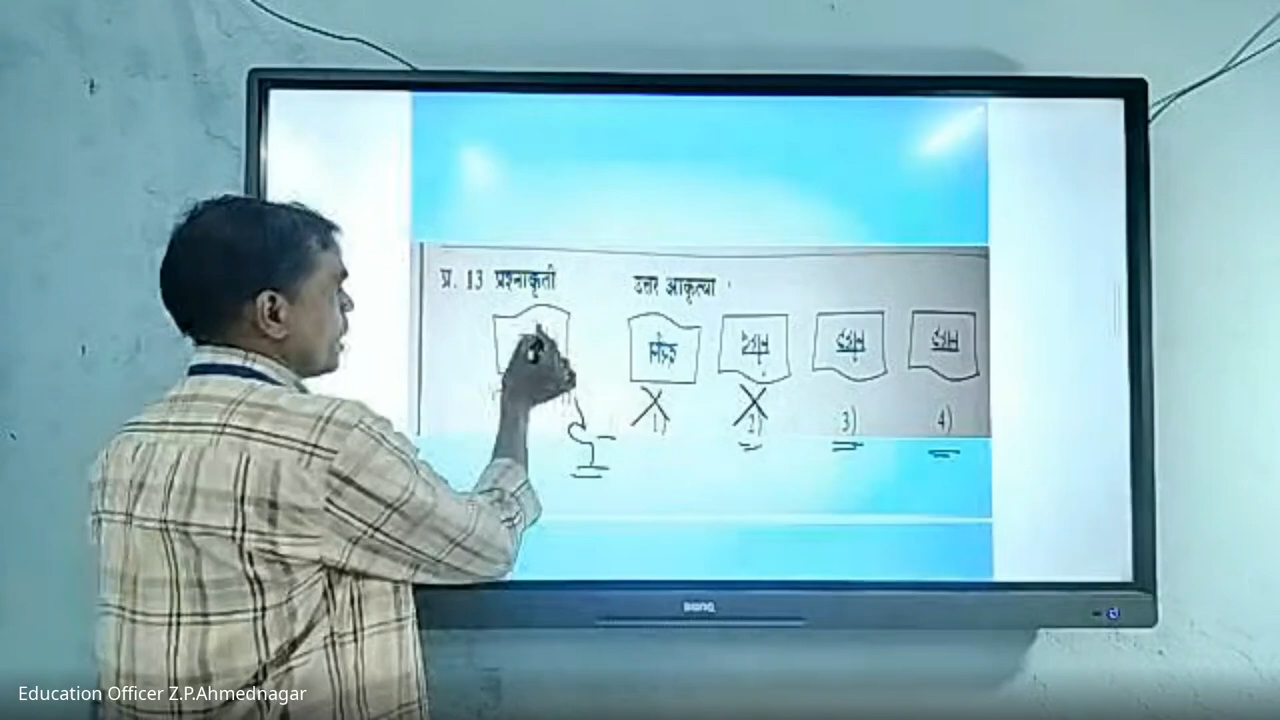 प्र. 13 प्रश्नाकृती
उत्तर आकृत्या
1)
2)
3)
4)
BenQ
Education Officer Z.P.Ahmednagar